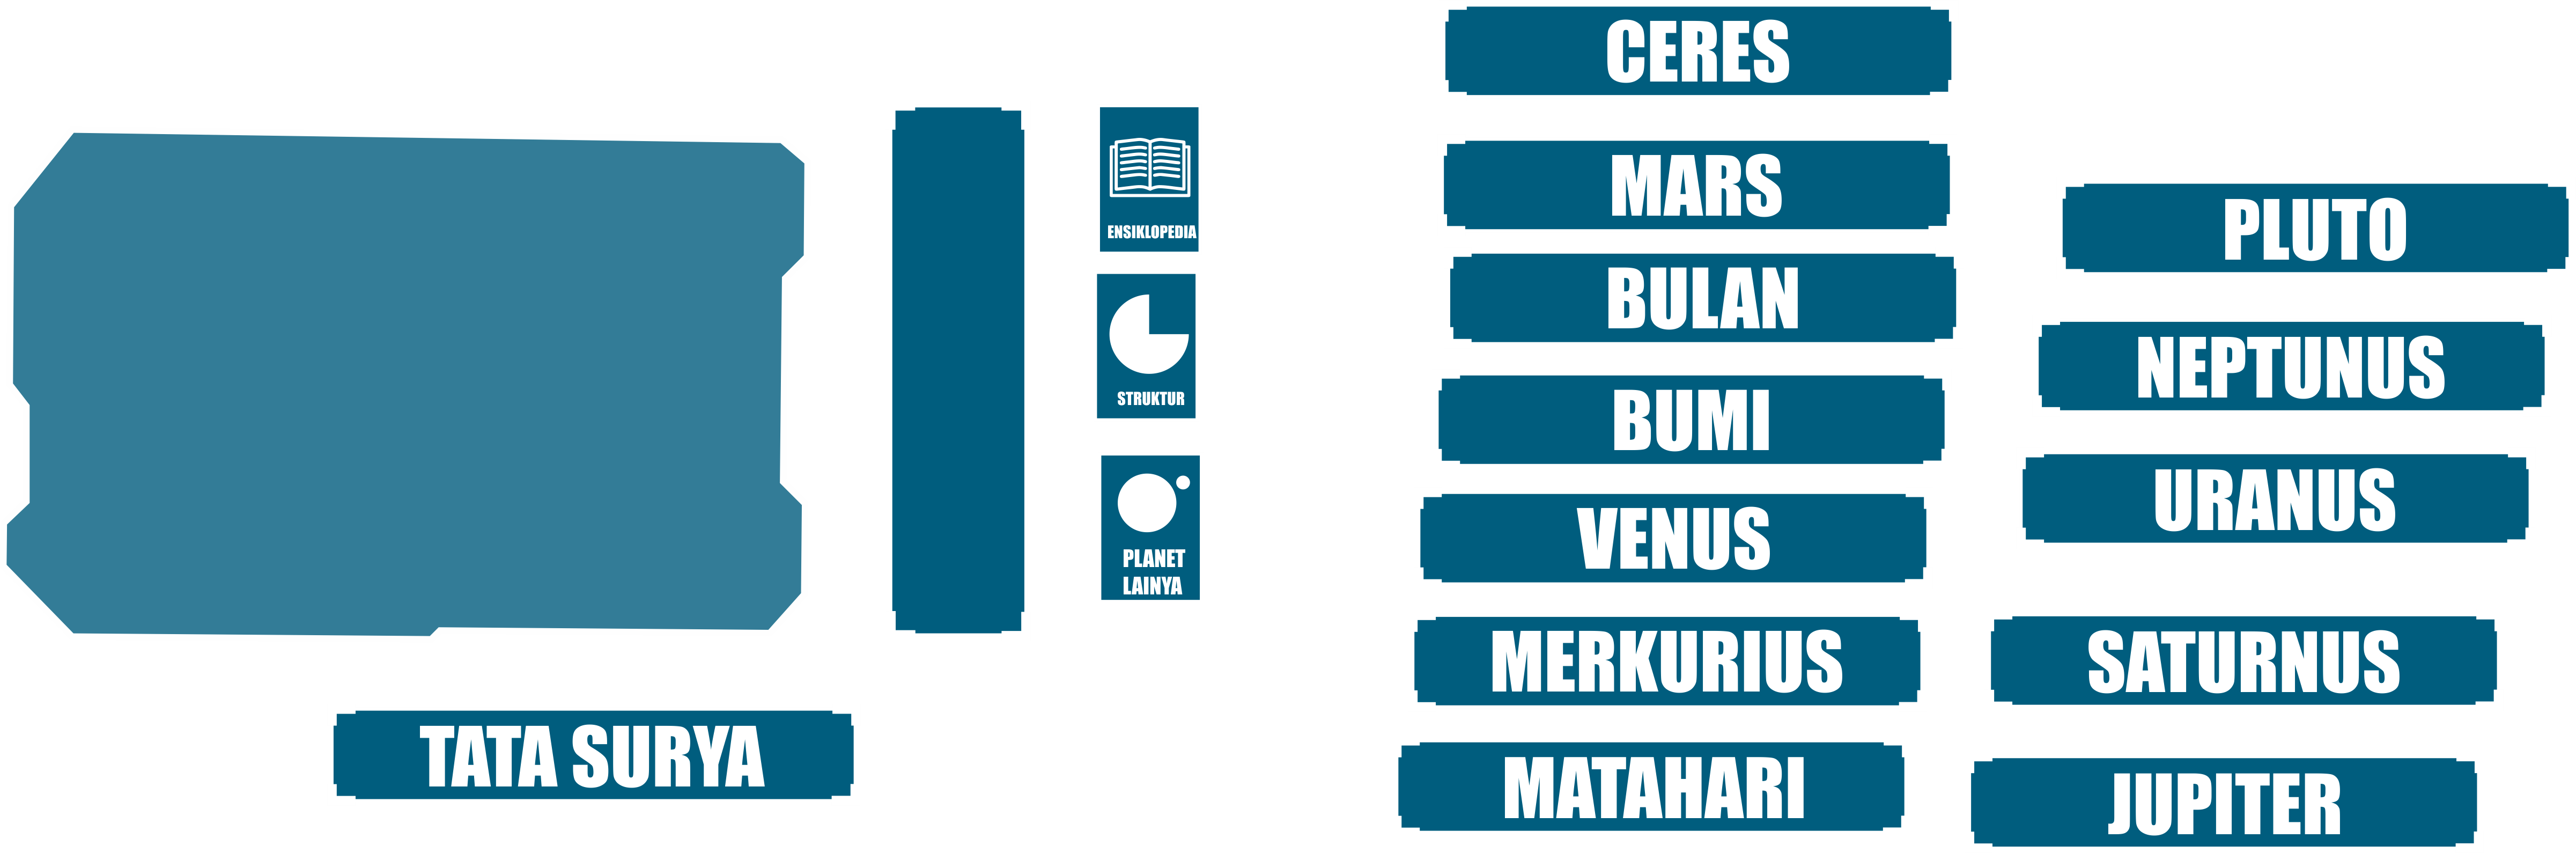 ENSIKLOPEDIA
STRUKTUR
PLANET
LAINYA
TATA SURYA
CERES
MARS
BULAN
BUMI
VENUS
MERKURIUS
MATAHARI
PLUTO
NEPTUNUS
URANUS
SATURNUS
JUPITER